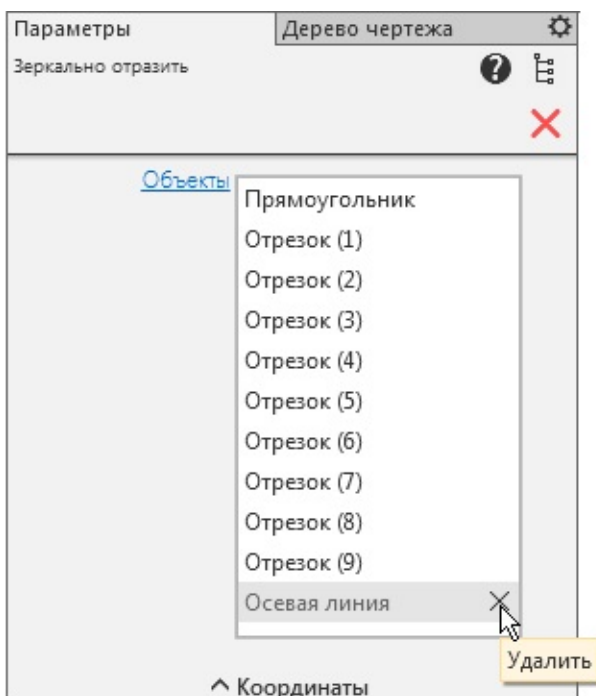 Параметры
Дерево чертежа
Зеркально отразить
Объекты
Прямоугольник
Отрезок (1)
Отрезок (2)
Отрезок (3)
Отрезок (4)
Отрезок (5)
Отрезок (6)
Отрезок (7)
Отрезок (8)
Отрезок (9)
Осевая линия
Удалить
Координаты